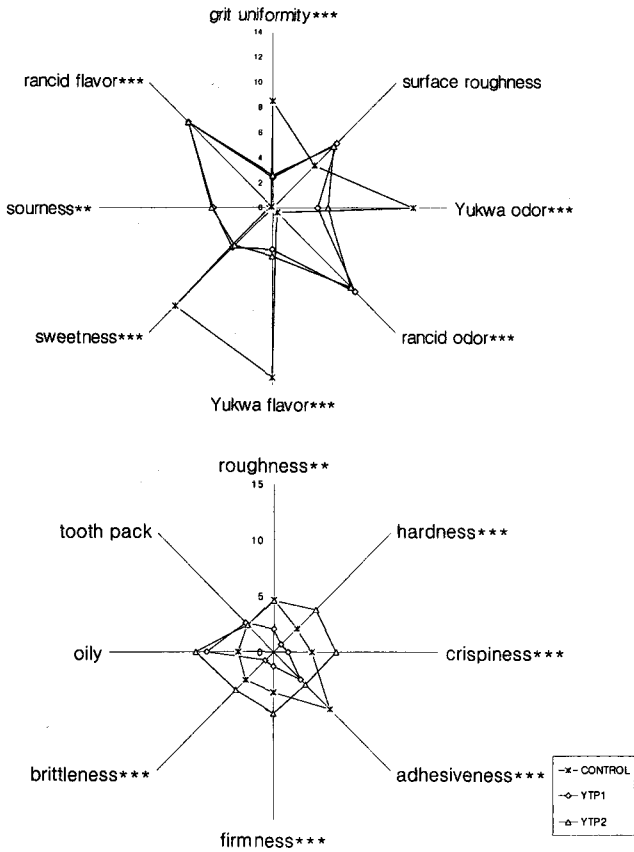 grit uniformity***
14
12
10
8
6
4
2
0
rancid flavor***
surface roughness
sourness**
Yukwa odor***
sweetness***
rancid odor***
Yukwa flavor***
roughness**
15
10
5
0
tooth pack
hardness***
oily
crispiness***
brittleness***
adhesiveness***
firmness***
CONTROL
YTP1
YTP2